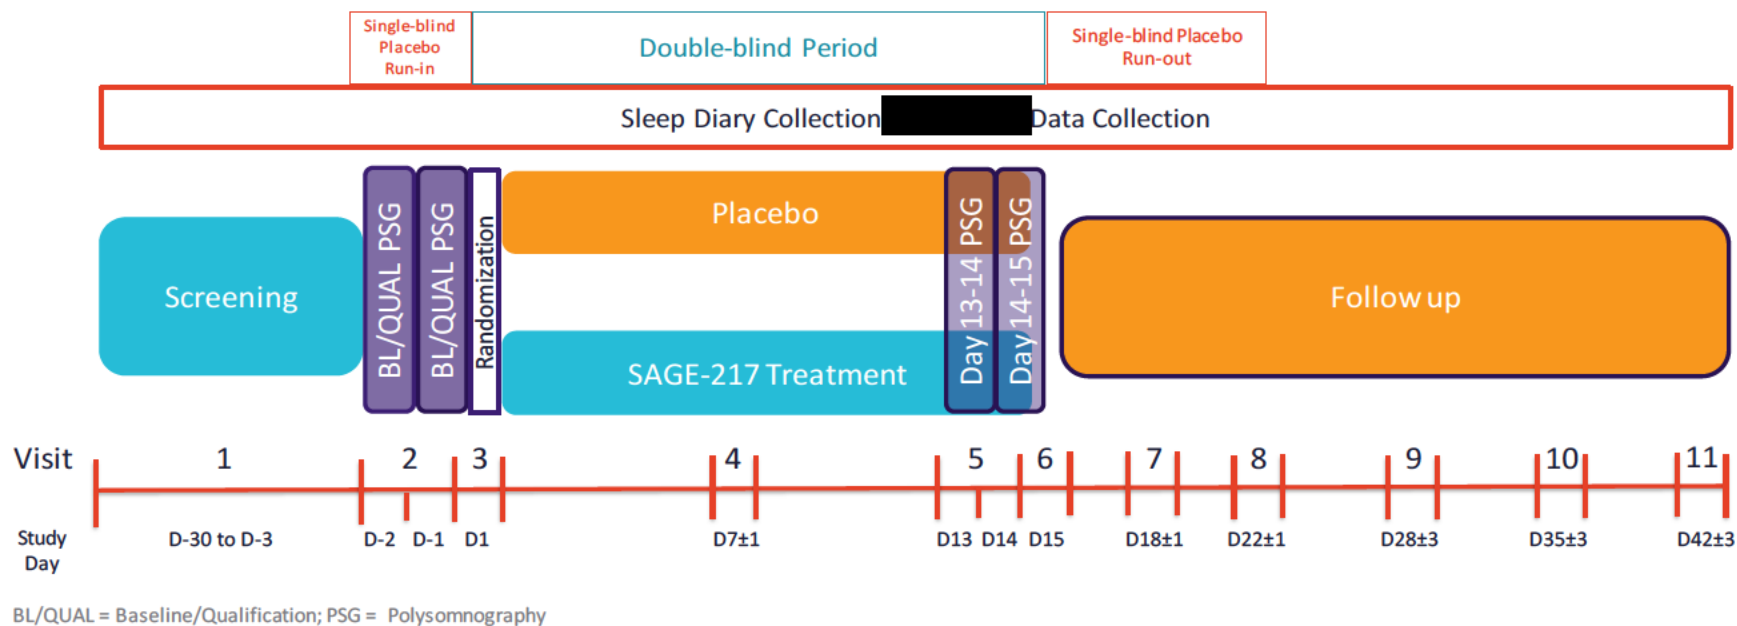 Single-blind
Placebo
Run-in
Double-blind Period
Single-blind Placebo
Run-out
Sleep Diary Collection Data Collection
Screening
BL/QUAL PSG
BL/QUAL PSG
Randomization
Placebo
SAGE-217 Treatment
Day 13-14 PSG
Day 14-15 PSG
Follow up
Visit 1 2 3 4 5 6 7 8 9 10 11
Study
Day
D-30 to D-3 D-2 D-1 D1 D7±1 D13 D14 D15 D18±1 D22±1 D28±3 D35±3 D42±3
BL/QUAL = Baseline/Qualification; PSG = Polysomnography